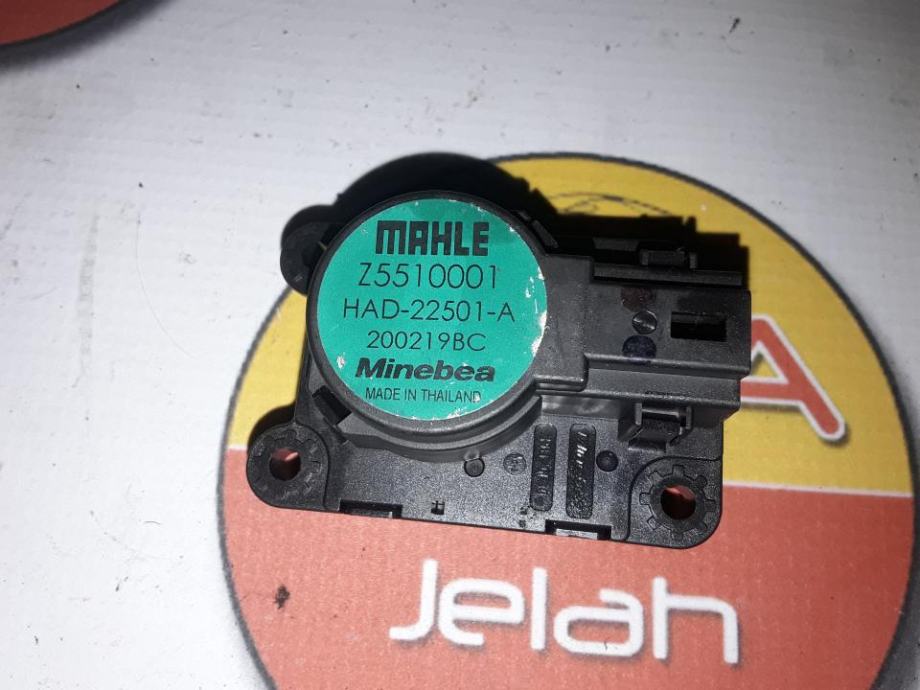 MAHLE
Z5510001
HAD-22501-A
200219BC
Minebea
MADE IN THAILAND
A
Jelah